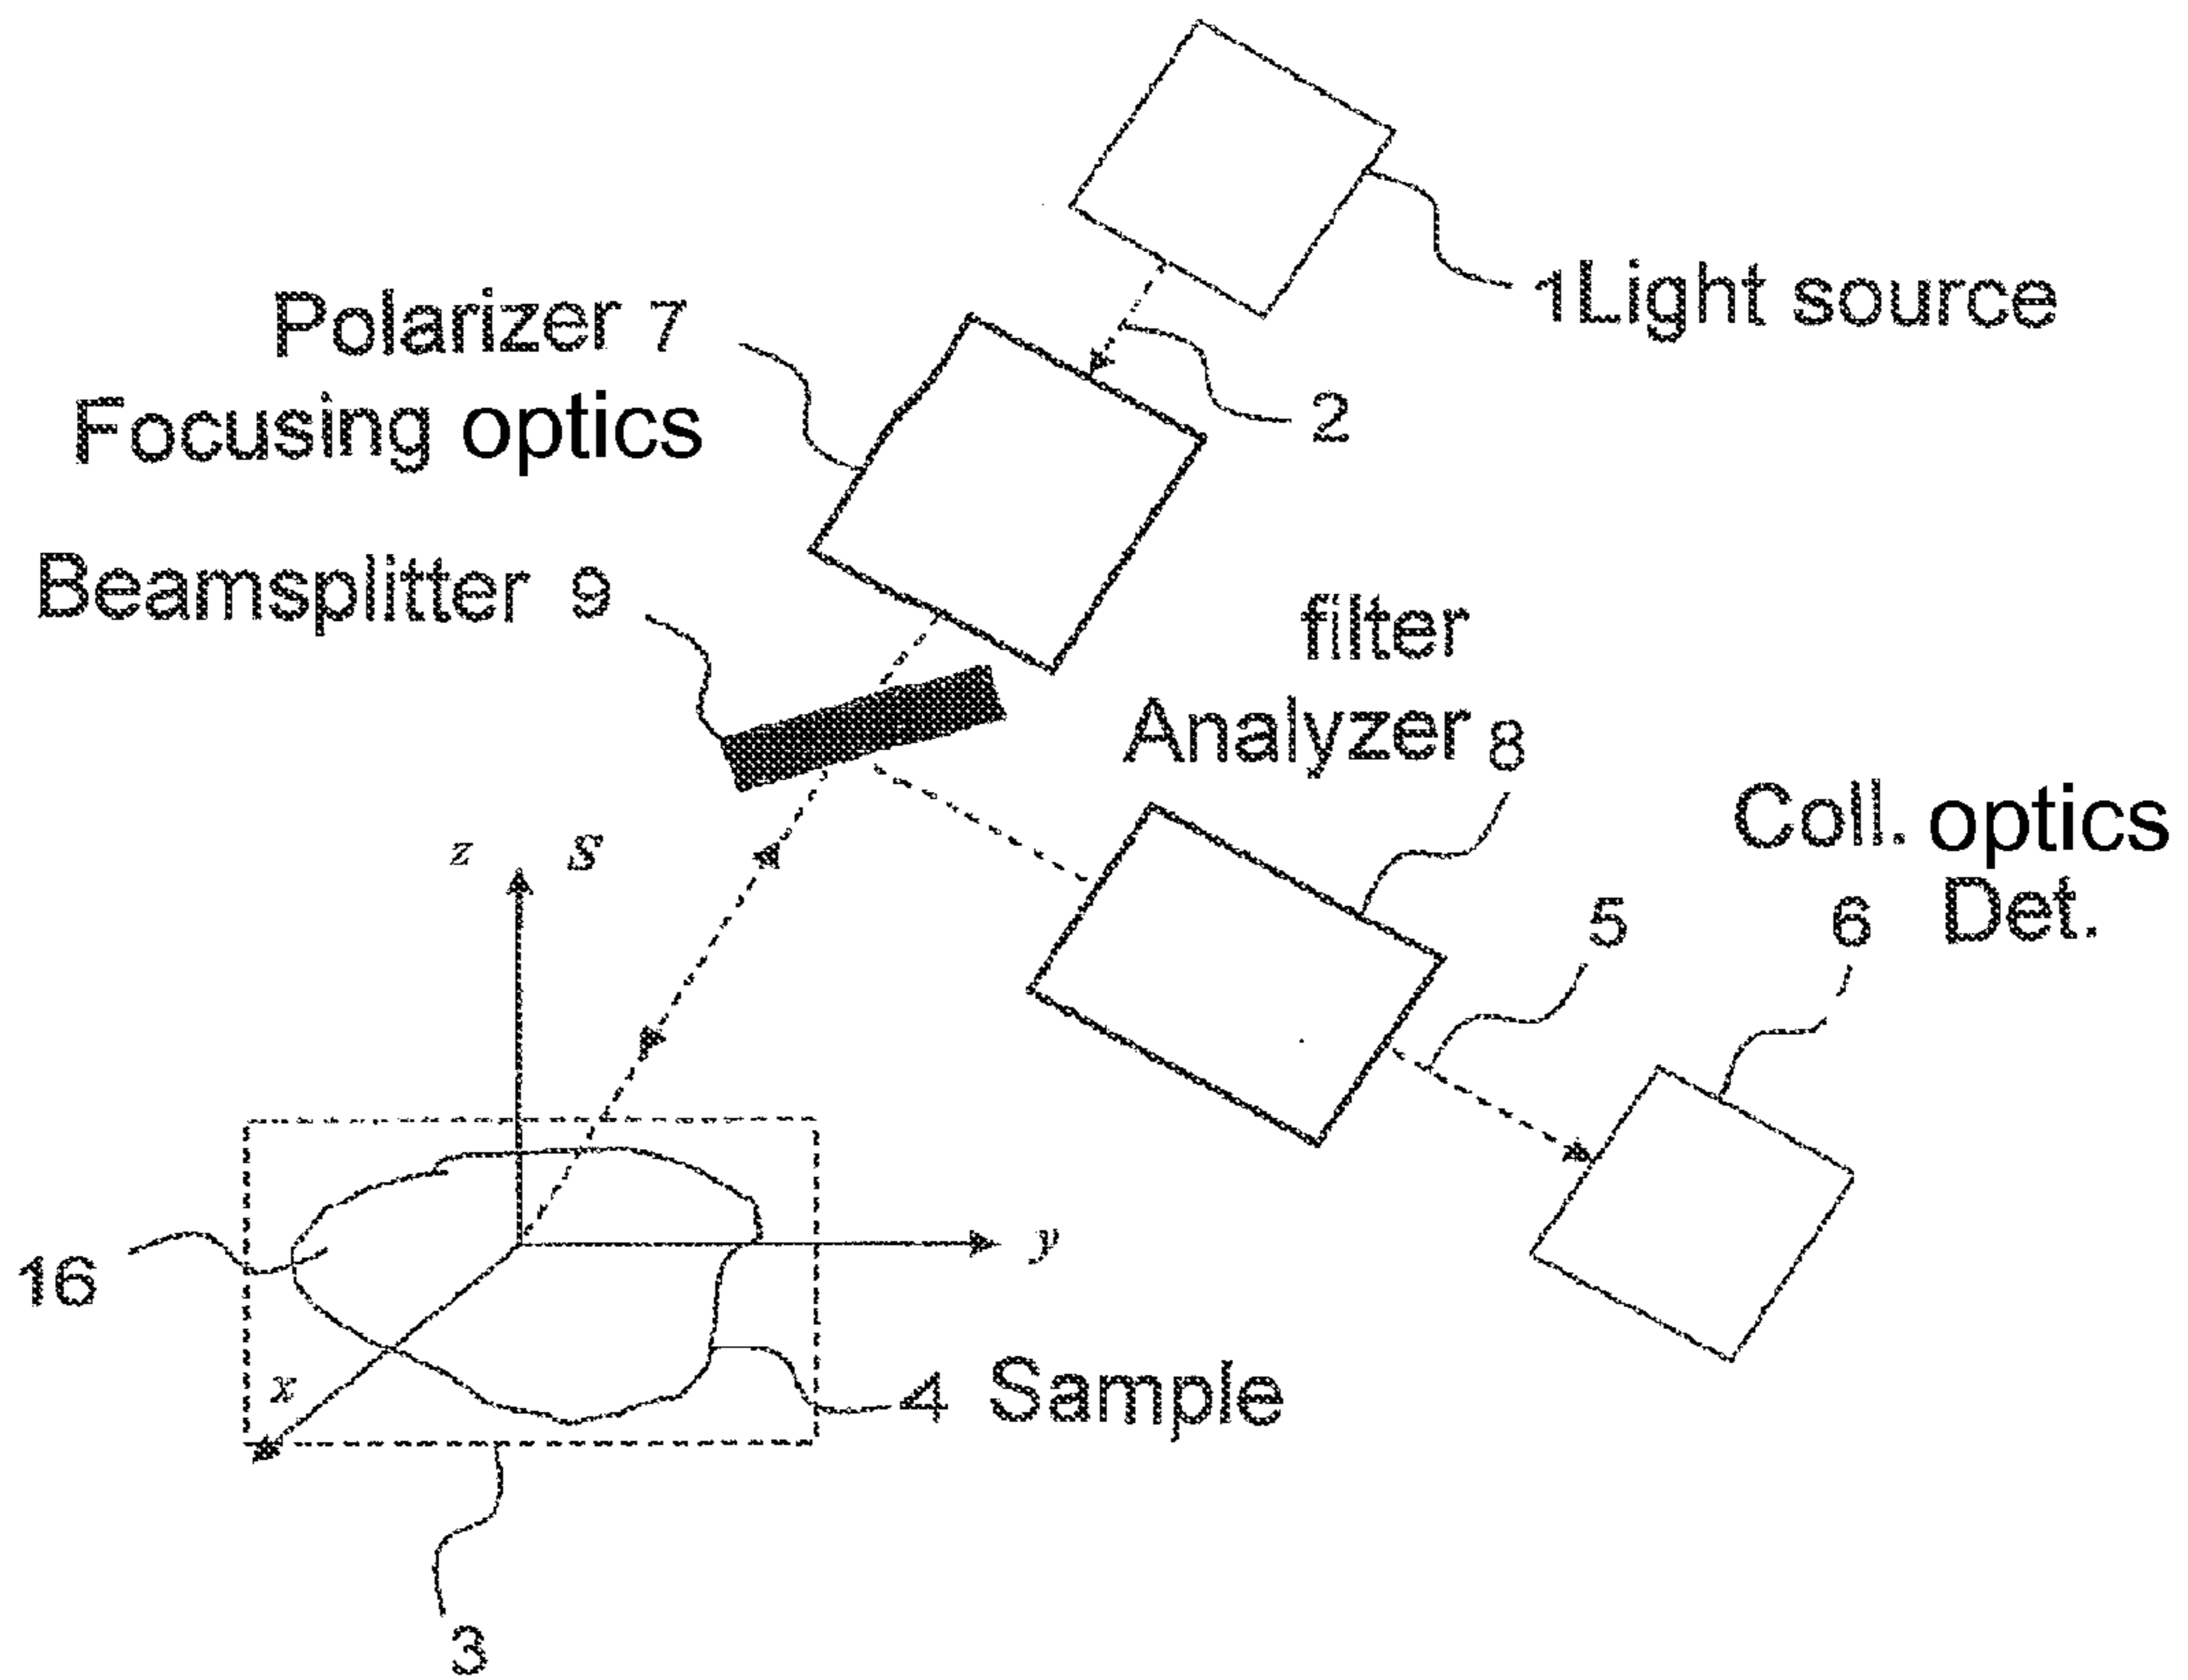 1Light source
Polarizer 7
Focusing optics
2
Beamsplitter 9
filter
Analyzer 8
Coll. optics
5
6 Det.
z
S
y
16
x
4 Sample
3